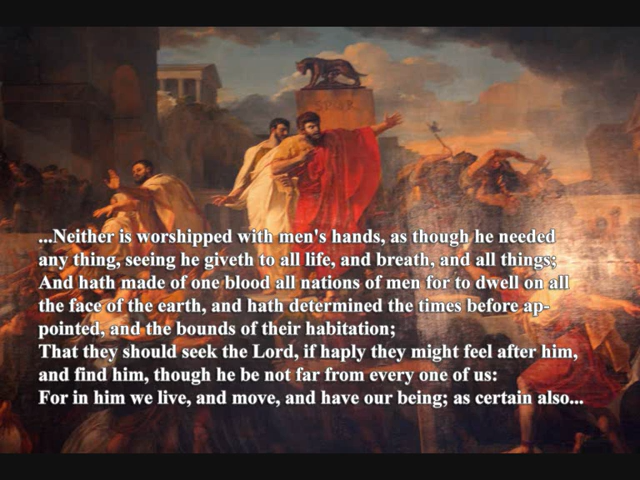 SPQR
...Neither is worshipped with men's hands, as though he needed
any thing, seeing he giveth to all life, and breath, and all things;
And hath made of one blood all nations of men for to dwell on all
the face of the earth, and hath determined the times before ap-
pointed, and the bounds of their habitation;
That they should seek the Lord, if haply they might feel after him,
and find him, though he be not far from every one of us:
For in him we live, and move, and have our being; as certain also...